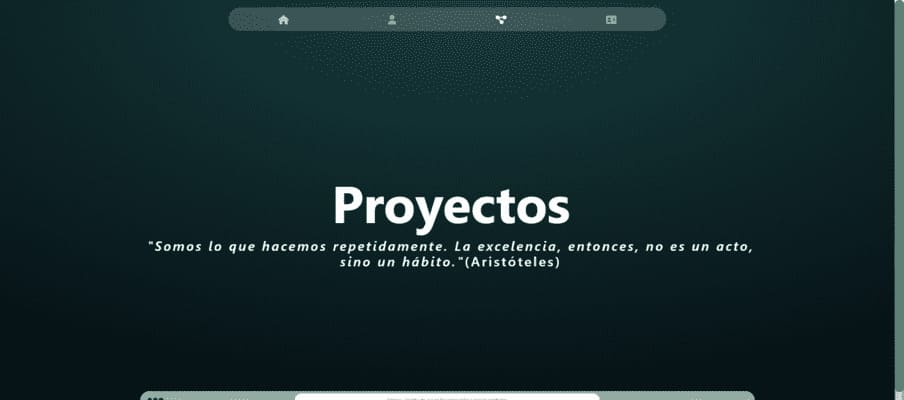 Proyectos
"Somos lo que hacemos repetidamente. La excelencia, entonces, no es un acto,
sino un hábito."(Aristóteles)